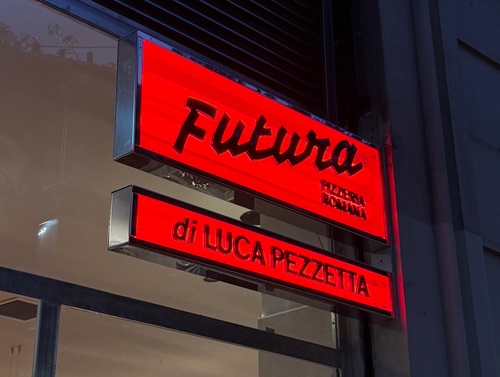 Futura
PIZZERIA
ROMANA
di LUCA PEZZETTA